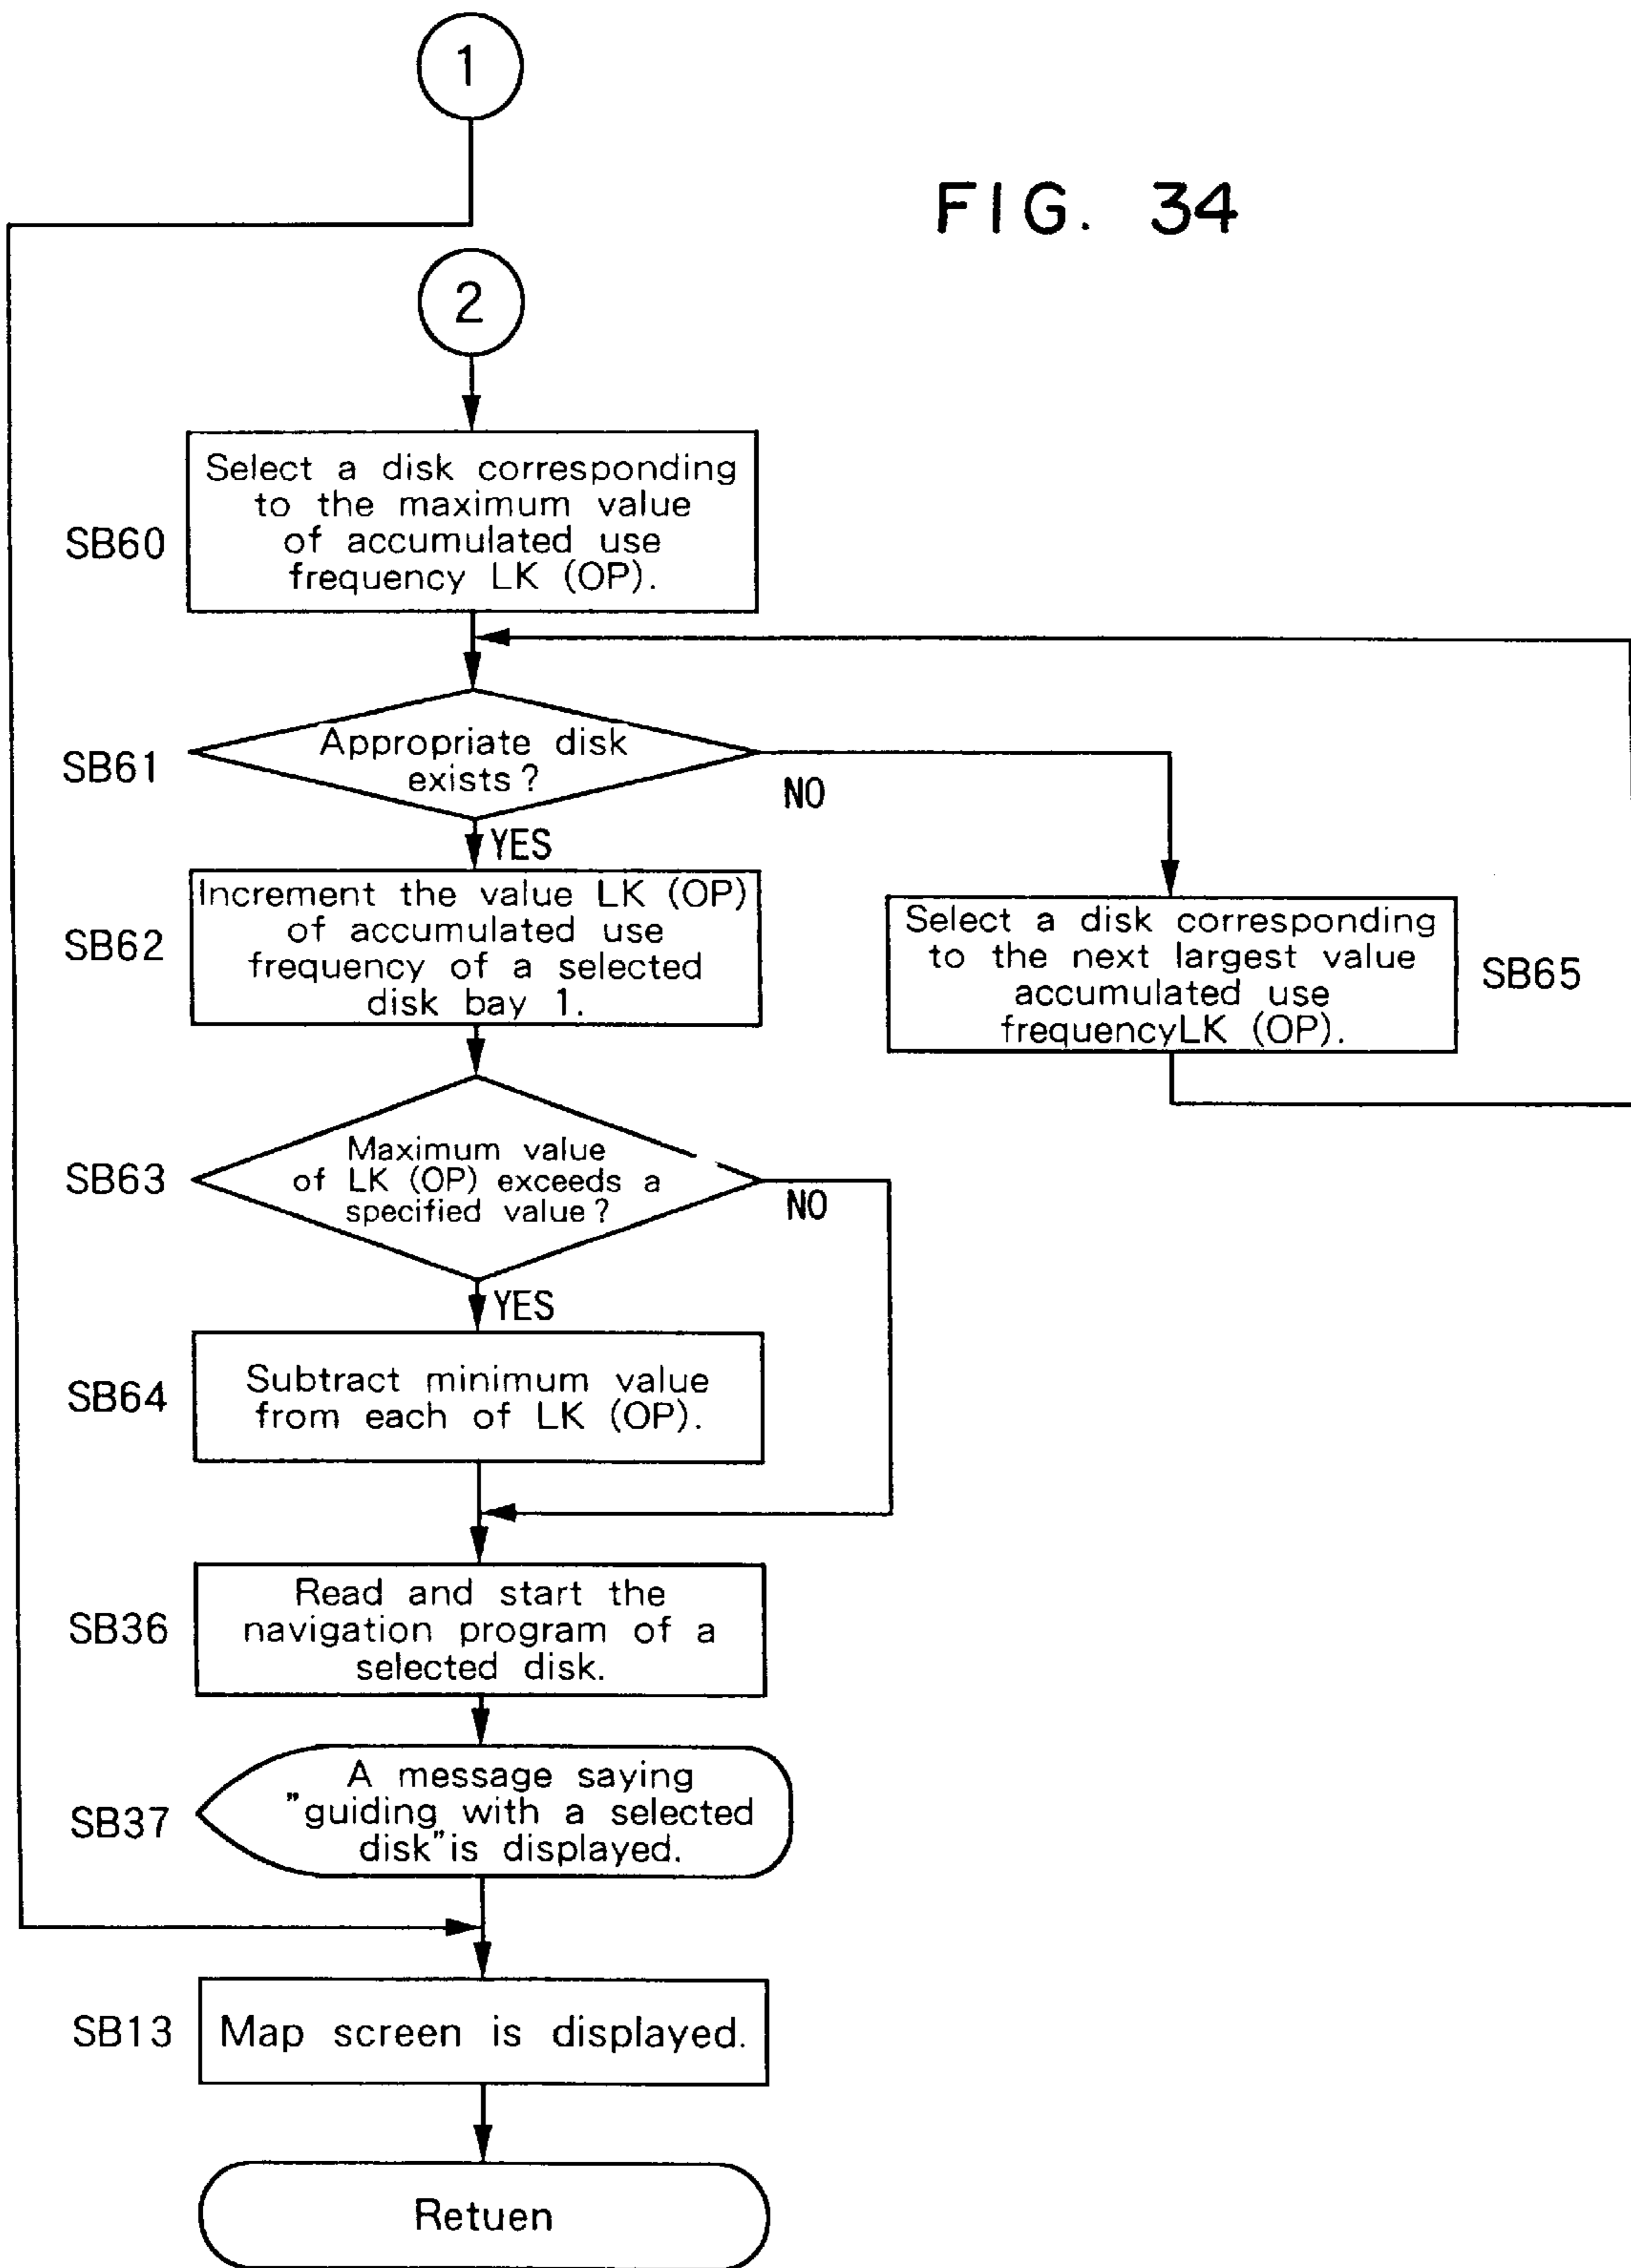 1
FIG. 34
2
Select a disk corresponding
to the maximum value
of accumulated use
frequency LK (OP).
SB60
Appropriate disk
exists?
SB61
NO
YES
Increment the value LK (OP)
of accumulated use
frequency of a selected
disk bay 1.
SB62
Select a disk corresponding
to the next largest value
accumulated use
frequencyLK (OP).
SB65
Maximum value
of LK (OP) exceeds a
specified value?
SB63
NO
YES
Subtract minimum value
from each of LK (OP).
SB64
Read and start the
navigation program of a
selected disk.
SB36
A message saying
"guiding with a selected
disk"is displayed.
SB37
SB13
Map screen is displayed.
Retuen